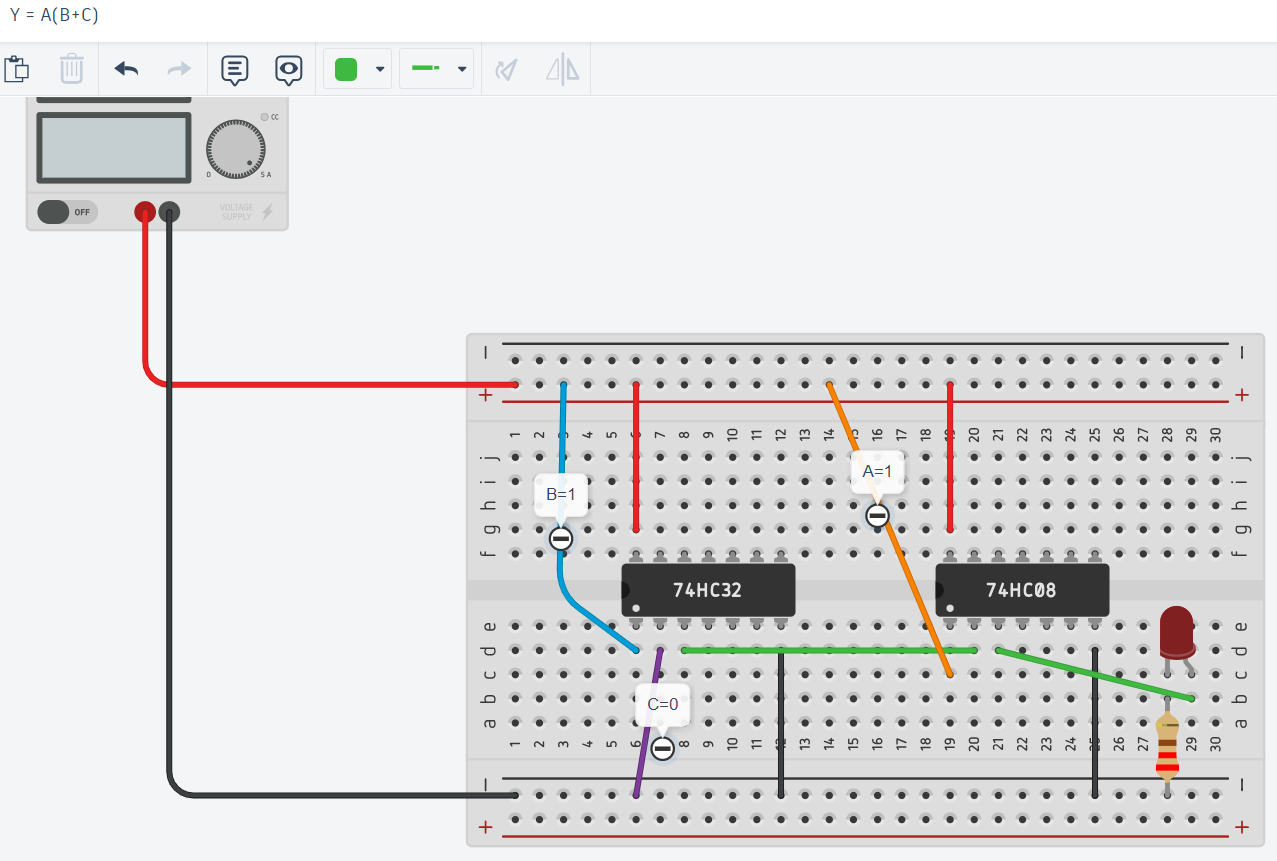 Y = A(B+C)
CC
0 5 A
OFF
VOLTAGE
SUPPLY
− −
+ +
1 2 3 4 5 6 7 8 9 10 11 12 13 14 15 16 17 18 19 20 21 22 23 24 25 26 27 28 29 30
j j
A=1
i i
B=1
h h
g g
f f
74HC32 74HC08
e e
d d
c c
b b
C=0
a a
1 2 3 4 5 6 7 8 9 10 11 12 13 14 15 16 17 18 19 20 21 22 23 24 25 26 27 28 29 30
− −
+ +